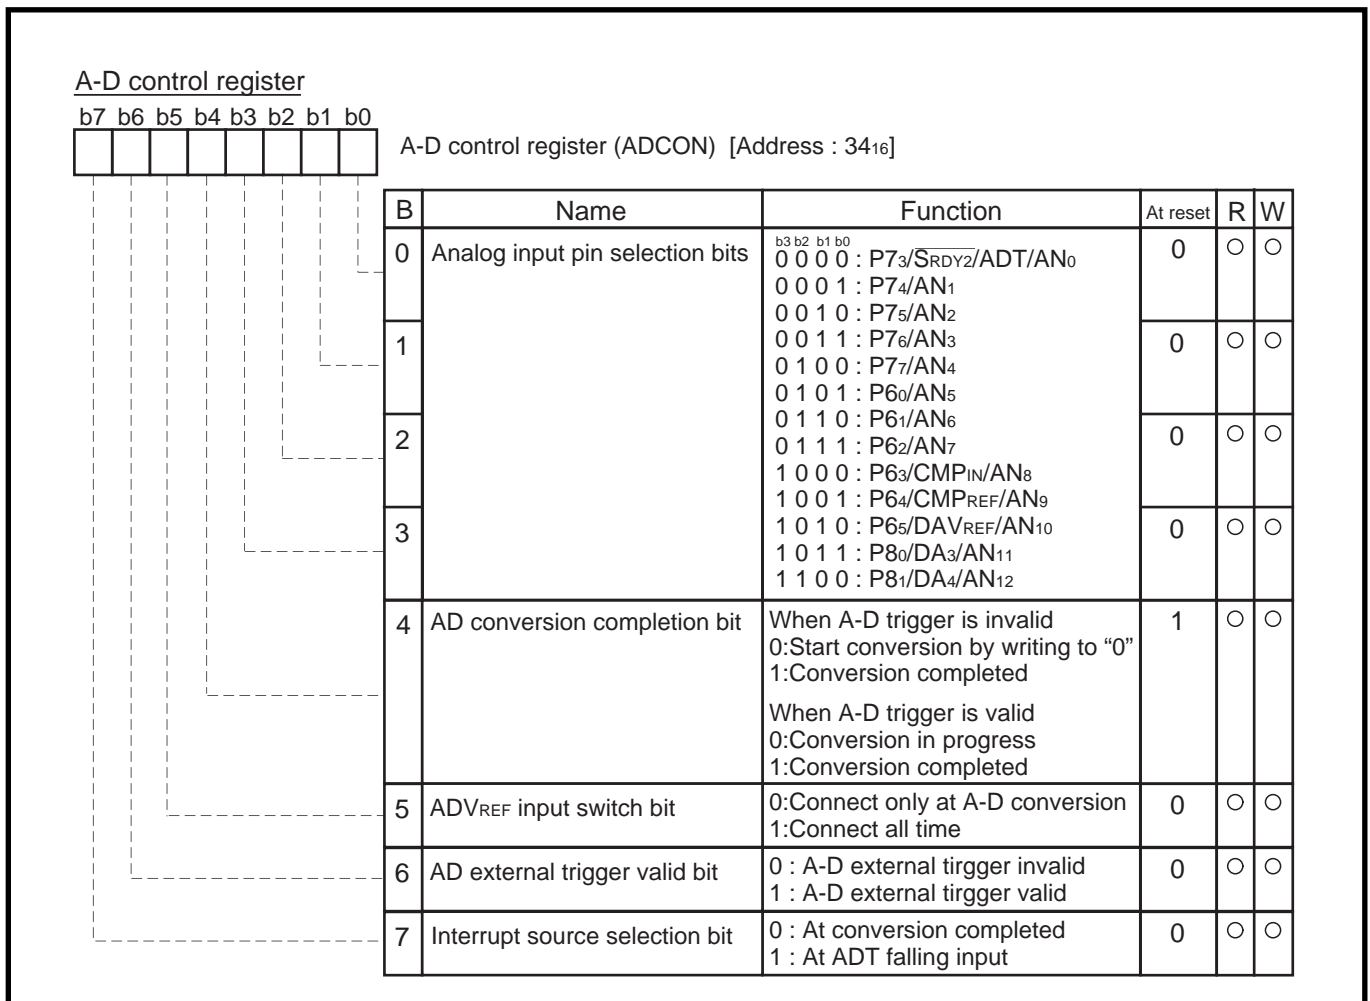 A-D control register
b7 b6 b5 b4 b3 b2 b1 b0
A-D control register (ADCON) [Address : 34₁₆]
B Name Function At reset R W
0 Analog input pin selection bits 0 ○ ○
b3 b2 b1 b0
0 0 0 0 : P7₃/S̅R̅D̅Y̅2̅/ADT/AN₀
0 0 0 1 : P7₄/AN₁
0 0 1 0 : P7₅/AN₂
1 0 ○ ○
0 0 1 1 : P7₆/AN₃
0 1 0 0 : P7₇/AN₄
0 1 0 1 : P6₀/AN₅
2 0 ○ ○
0 1 1 0 : P6₁/AN₆
0 1 1 1 : P6₂/AN₇
1 0 0 0 : P6₃/CMPIN/AN₈
1 0 0 1 : P6₄/CMPREF/AN₉
3 0 ○ ○
1 0 1 0 : P6₅/DAVREF/AN₁₀
1 0 1 1 : P8₀/DA₃/AN₁₁
1 1 0 0 : P8₁/DA₄/AN₁₂
4 AD conversion completion bit When A-D trigger is invalid 1 ○ ○
0:Start conversion by writing to “0”
1:Conversion completed
When A-D trigger is valid
0:Conversion in progress
1:Conversion completed
5 ADVREF input switch bit 0:Connect only at A-D conversion 0 ○ ○
1:Connect all time
6 AD external trigger valid bit 0 : A-D external tirgger invalid 0 ○ ○
1 : A-D external tirgger valid
7 Interrupt source selection bit 0 : At conversion completed 0 ○ ○
1 : At ADT falling input